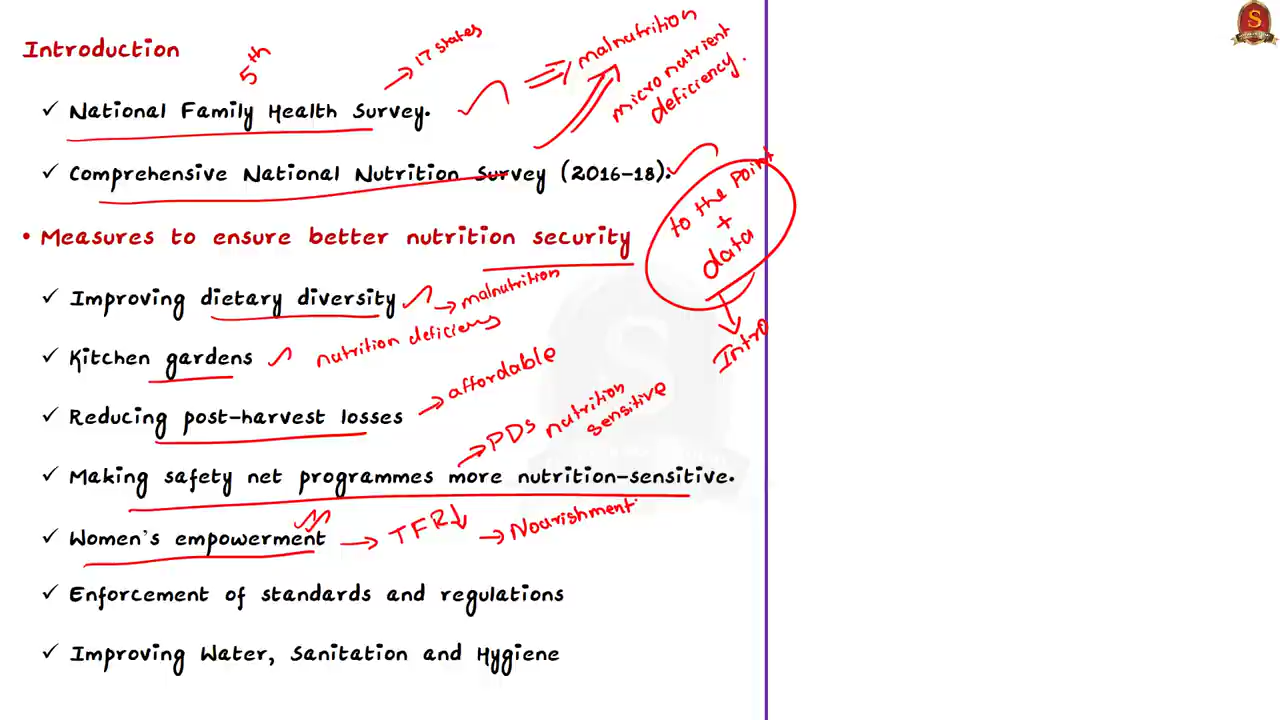 Introduction
5th
→ 17 states
⇒ malnutrition
micro nutrient
deficiency.
✓ National Family Health Survey.
✓ Comprehensive National Nutrition Survey (2016-18).
to the point
+
data
Intro
• Measures to ensure better nutrition security
✓ Improving dietary diversity
→ malnutrition
✓ Kitchen gardens
nutrition
✓ Reducing post-harvest losses
→ affordable
→ PDS nutrition
sensitive
✓ Making safety net programmes more nutrition-sensitive.
✓ Women's empowerment → TFR↓ → Nourishment
✓ Enforcement of standards and regulations
✓ Improving Water, Sanitation and Hygiene
S